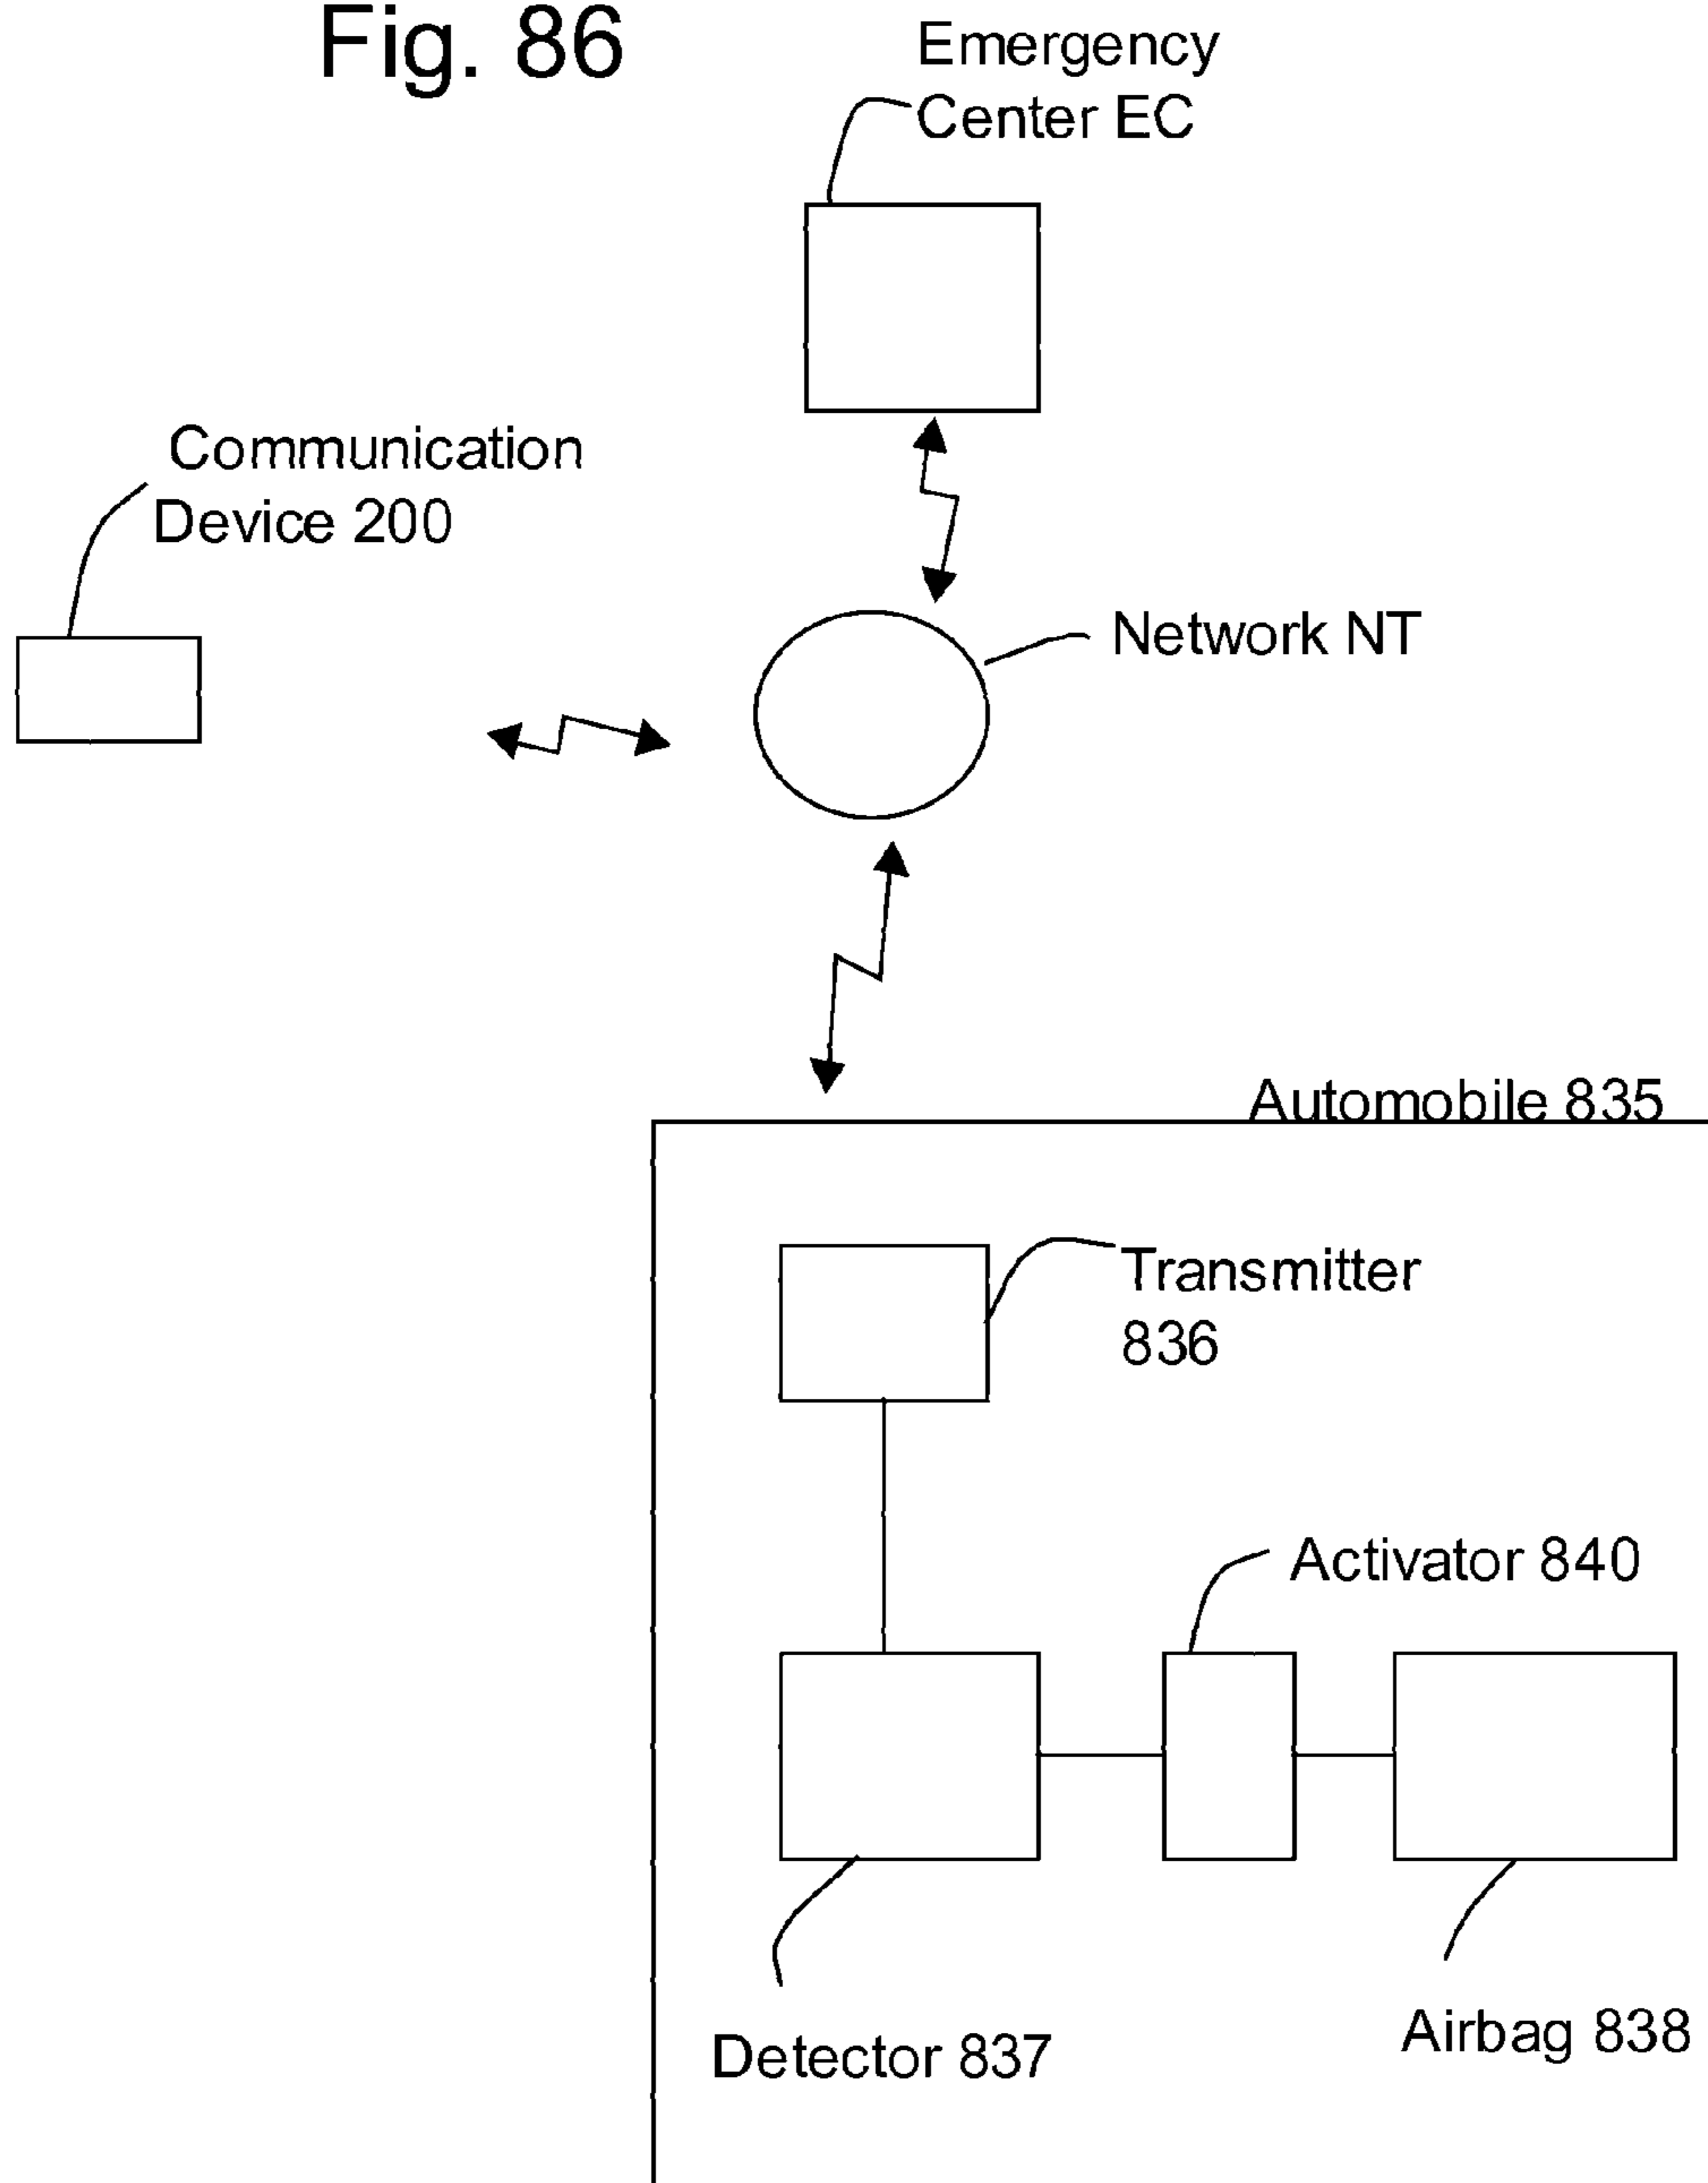 Fig. 86
Emergency
Center EC
Communication
Device 200
Network NT
Automobile 835
Transmitter
836
Activator 840
Detector 837
Airbag 838